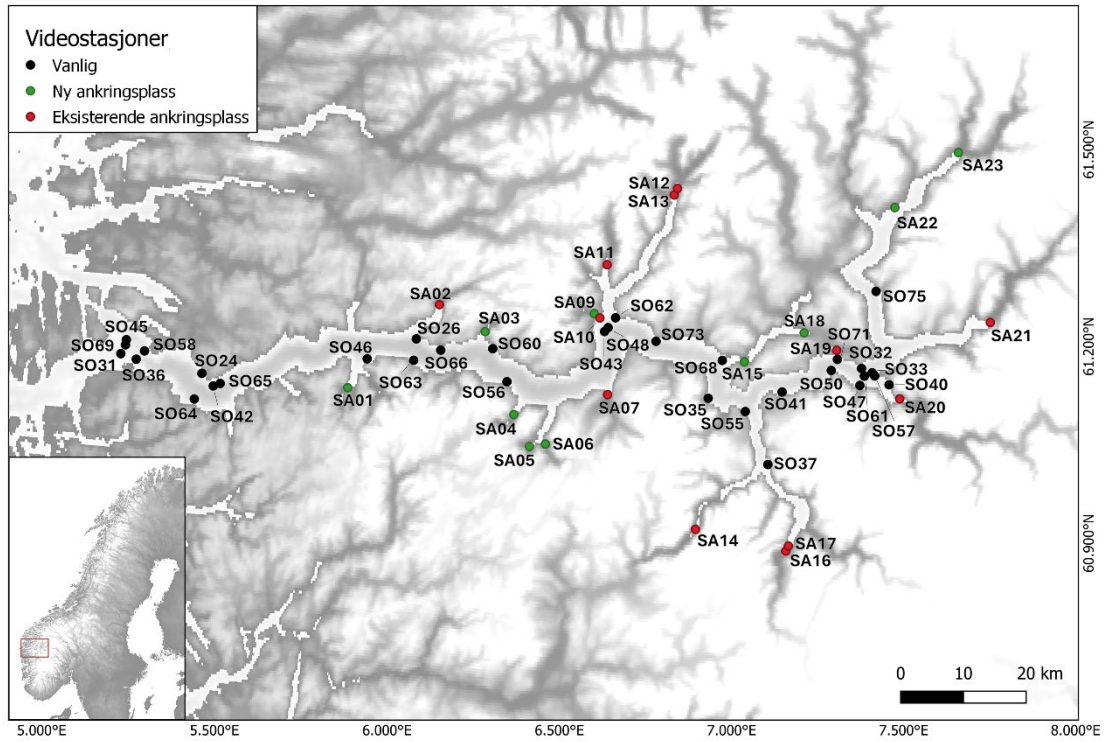 Videostasjoner
Vanlig
Ny ankringsplass
Eksisterende ankringsplass
SA23
SA12
SA13
SA22
SA11
SA02
SA09
SO62
SO75
SO45
SO26
SA03
SA18
SO71
SA21
SO69
SO58
SO46
SO60
SA10
SO48
SO73
SA19
SO32
SO31
SO24
SO66
SO43
SO68
SA15
SO33
SO36
SO65
SO63
SO56
SO50
SO40
SO64
SO42
SA01
SA07
SO35
SO41
SO47
SA20
SO55
SO61
SA04
SO57
SA05
SA06
SO37
SA14
SA17
SA16
61.500°N
61.200°N
60.900°N
0 10 20 km
5.000°E 5.500°E 6.000°E 6.500°E 7.000°E 7.500°E 8.000°E